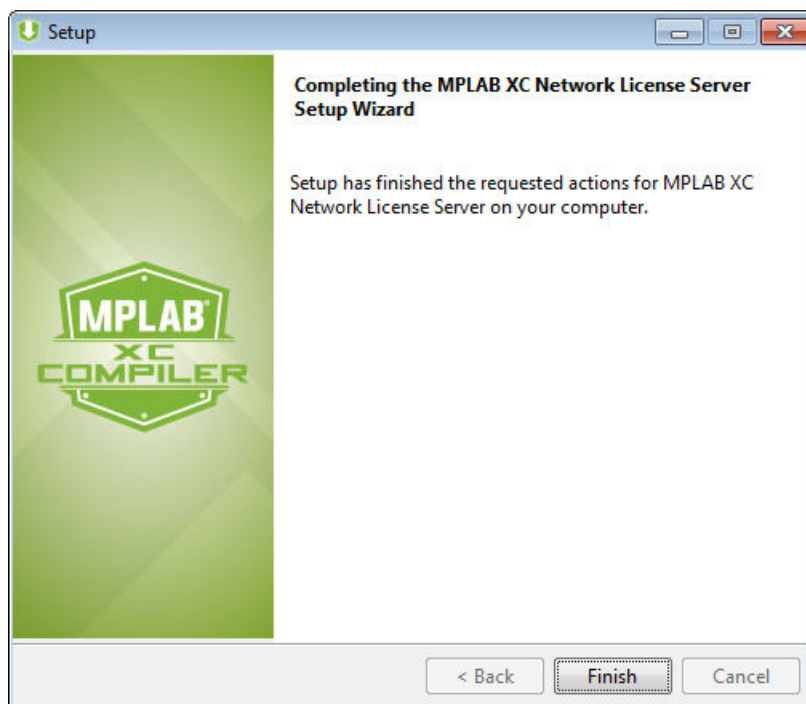 Setup
Completing the MPLAB XC Network License Server
Setup Wizard
Setup has finished the requested actions for MPLAB XC
Network License Server on your computer.
MPLAB®
XC
COMPILER
< Back
Finish
Cancel